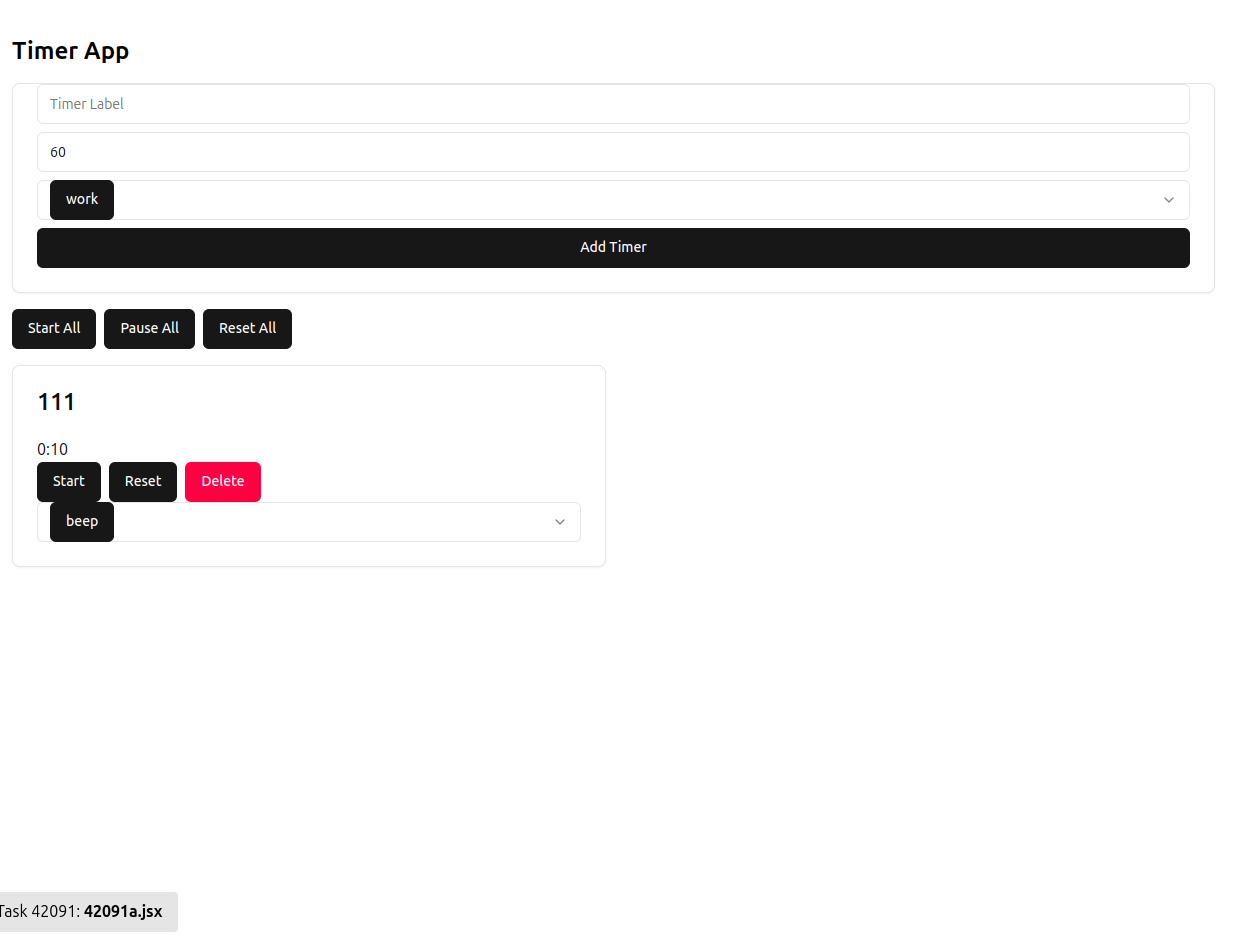 Timer App
Timer Label
60
work
Add Timer
Start All Pause All Reset All
111
0:10
Start Reset Delete
beep
Task 42091: 42091a.jsx